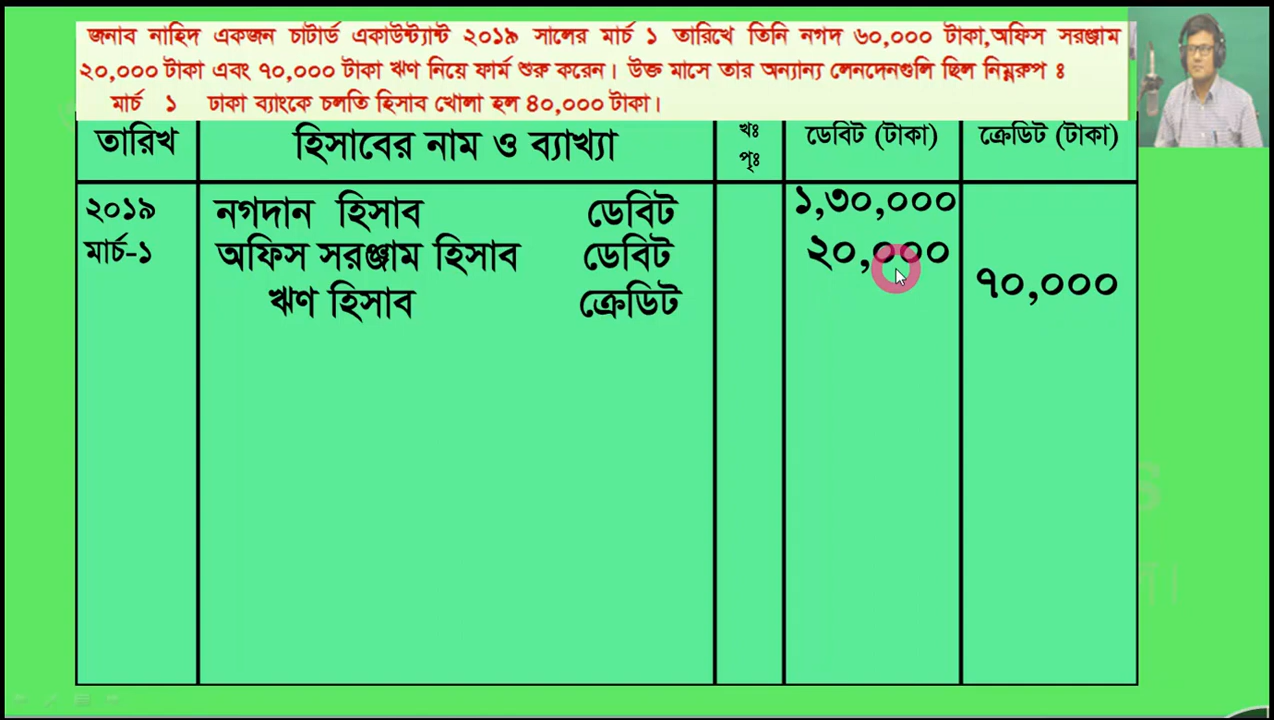 জনাব নাহিদ একজন চাটার্ড একাউন্ট্যান্ট ২০১৯ সালের মার্চ ১ তারিখে তিনি নগদ ৬০,০০০ টাকা,অফিস সরঞ্জাম
২০,০০০ টাকা এবং ৭০,০০০ টাকা ঋণ নিয়ে ফার্ম শুরু করেন। উক্ত মাসে তার অন্যান্য লেনদেনগুলি ছিল নিম্নরুপ ঃ
মার্চ ১ ঢাকা ব্যাংকে চলতি হিসাব খোলা হল ৪০,০০০ টাকা।
তারিখ হিসাবের নাম ও ব্যাখ্যা খঃ পৃঃ ডেবিট (টাকা) ক্রেডিট (টাকা)
২০১৯ নগদান হিসাব ডেবিট ১,৩০,০০০
মার্চ-১ অফিস সরঞ্জাম হিসাব ডেবিট ২০,০০০
ঋণ হিসাব ক্রেডিট ৭০,০০০